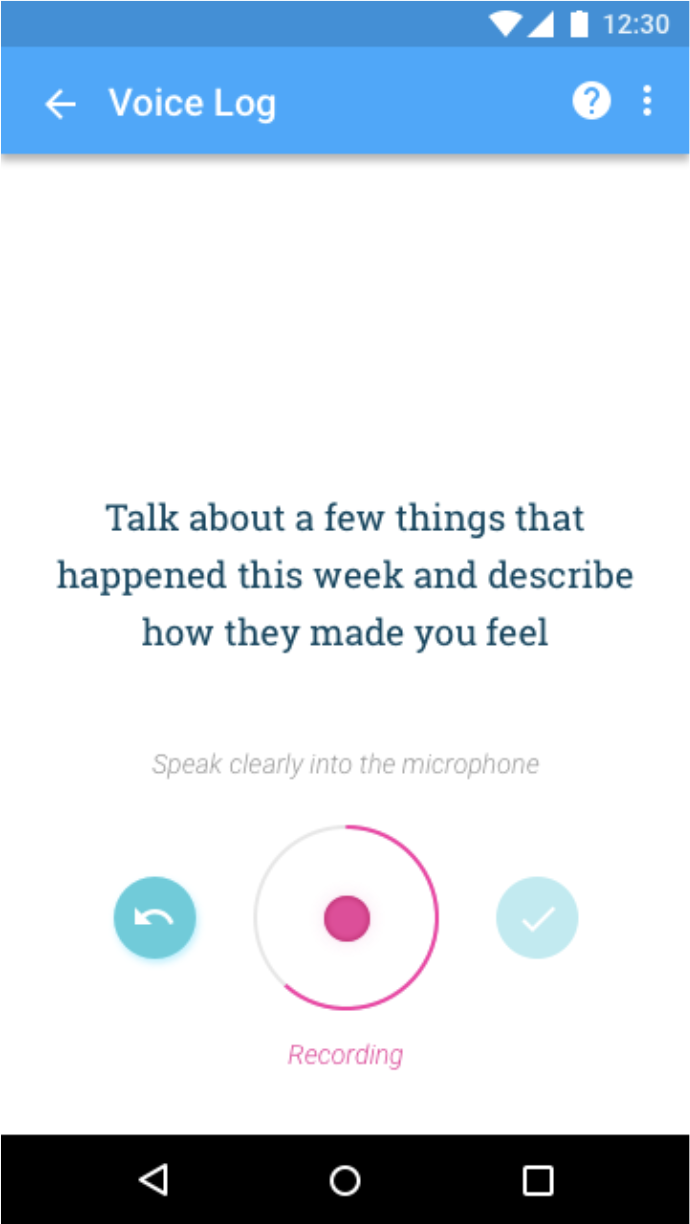 12:30
Voice Log
Talk about a few things that
happened this week and describe
how they made you feel
Speak clearly into the microphone
Recording